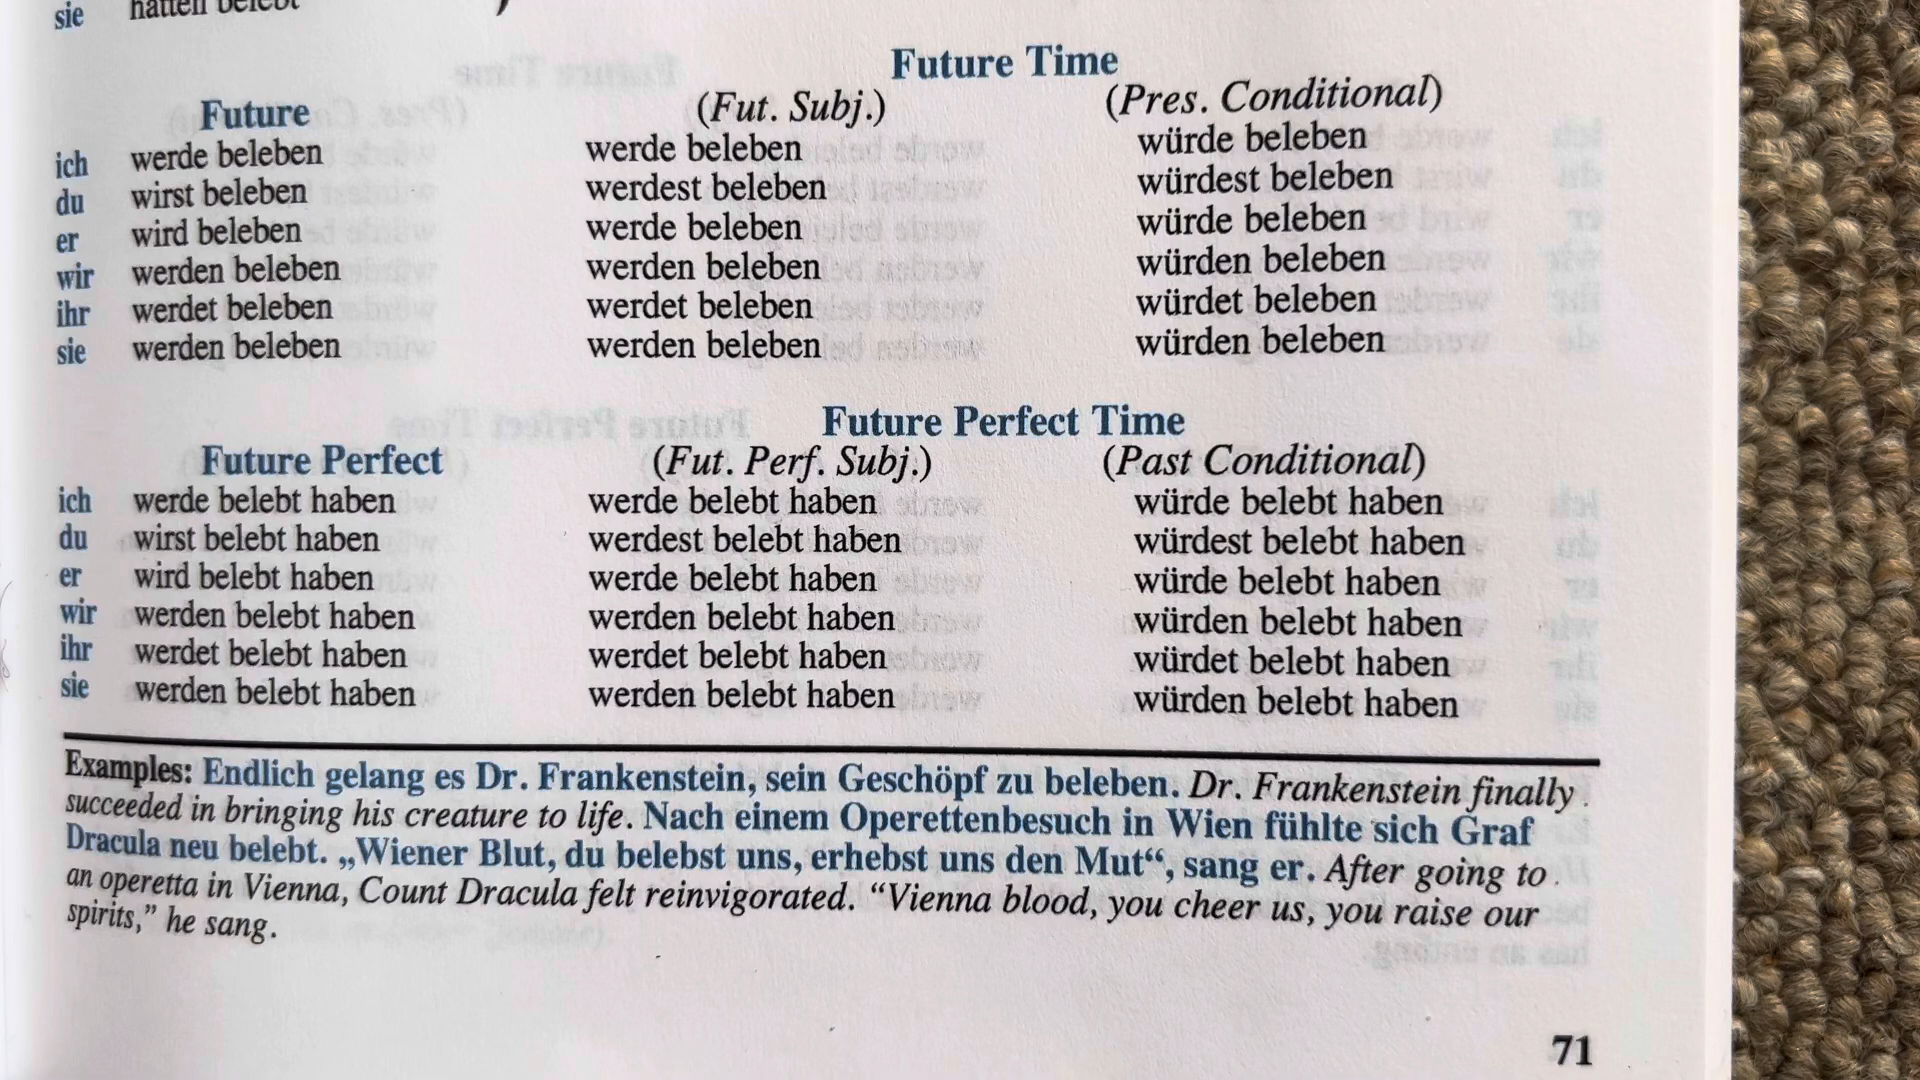 sie hatten belebt
Future Time
Future (Fut. Subj.) (Pres. Conditional)
ich werde beleben werde beleben würde beleben
du wirst beleben werdest beleben würdest beleben
er wird beleben werde beleben würde beleben
wir werden beleben werden beleben würden beleben
ihr werdet beleben werdet beleben würdet beleben
sie werden beleben werden beleben würden beleben
Future Perfect Time
Future Perfect (Fut. Perf. Subj.) (Past Conditional)
ich werde belebt haben werde belebt haben würde belebt haben
du wirst belebt haben werdest belebt haben würdest belebt haben
er wird belebt haben werde belebt haben würde belebt haben
wir werden belebt haben werden belebt haben würden belebt haben
ihr werdet belebt haben werdet belebt haben würdet belebt haben
sie werden belebt haben werden belebt haben würden belebt haben
Examples: Endlich gelang es Dr. Frankenstein, sein Geschöpf zu beleben. Dr. Frankenstein finally
succeeded in bringing his creature to life. Nach einem Operettenbesuch in Wien fühlte sich Graf
Dracula neu belebt. „Wiener Blut, du belebst uns, erhebst uns den Mut“, sang er. After going to
an operetta in Vienna, Count Dracula felt reinvigorated. “Vienna blood, you cheer us, you raise our
spirits,” he sang.
71